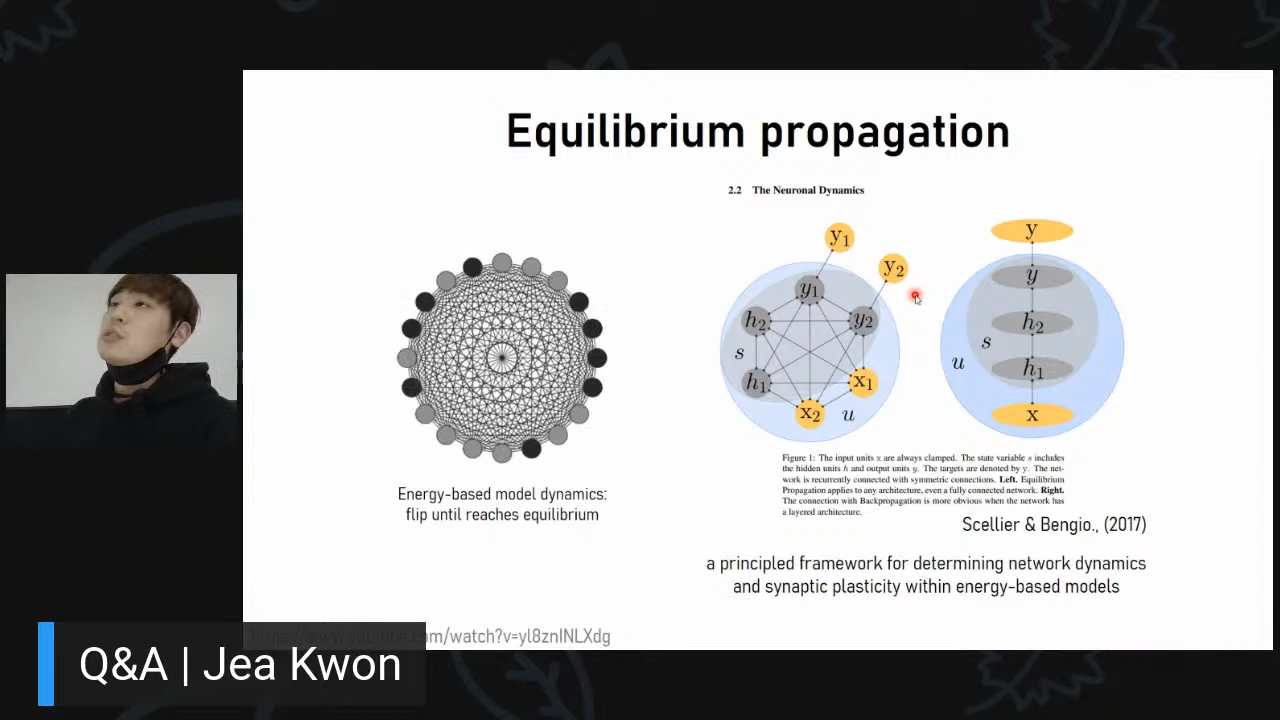 Equilibrium propagation
2.2 The Neuronal Dynamics
y₁
y₂
y₁
h₂
y₂
s
h₁
x₁
x₂
u
y
y
h₂
s
u
h₁
x
Figure 1: The input units x are always clamped. The state variable s includes
the hidden units h and output units y. The targets are denoted by y. The net-
work is recurrently connected with symmetric connections. Left. Equilibrium
Propagation applies to any architecture, even a fully connected network. Right.
The connection with Backpropagation is more obvious when the network has
a layered architecture.
Energy-based model dynamics:
flip until reaches equilibrium
Scellier & Bengio., (2017)
a principled framework for determining network dynamics
and synaptic plasticity within energy-based models
com/watch?v=yl8znINLXdg
Q&A | Jea Kwon